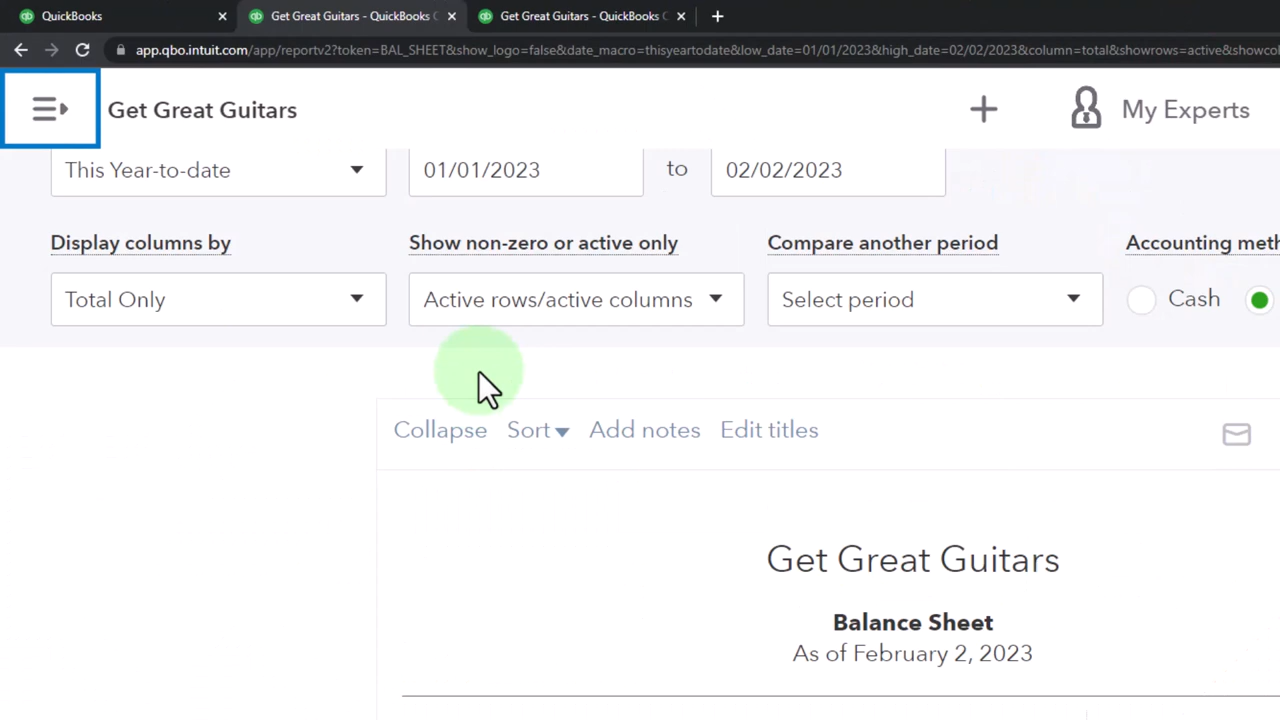 QuickBooks
Get Great Guitars - QuickBooks
Get Great Guitars - QuickBooks
app.qbo.intuit.com/app/reportv2?token=BAL_SHEET&show_logo=false&date_macro=thisyeartodate&low_date=01/01/2023&high_date=02/02/2023&column=total&showrows=active&showcol
Get Great Guitars
My Experts
This Year-to-date
01/01/2023
to
02/02/2023
Display columns by
Show non-zero or active only
Compare another period
Accounting meth
Total Only
Active rows/active columns
Select period
Cash
Collapse
Sort
Add notes
Edit titles
Get Great Guitars
Balance Sheet
As of February 2, 2023